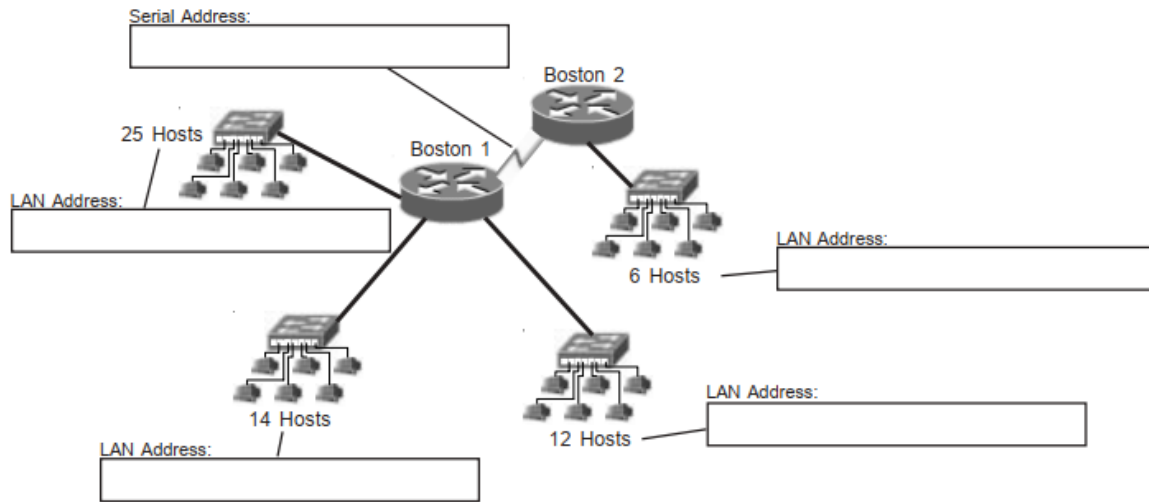 Serial Address:
Boston 2
25 Hosts
Boston 1
LAN Address:
LAN Address:
6 Hosts
14 Hosts
LAN Address:
12 Hosts
LAN Address: